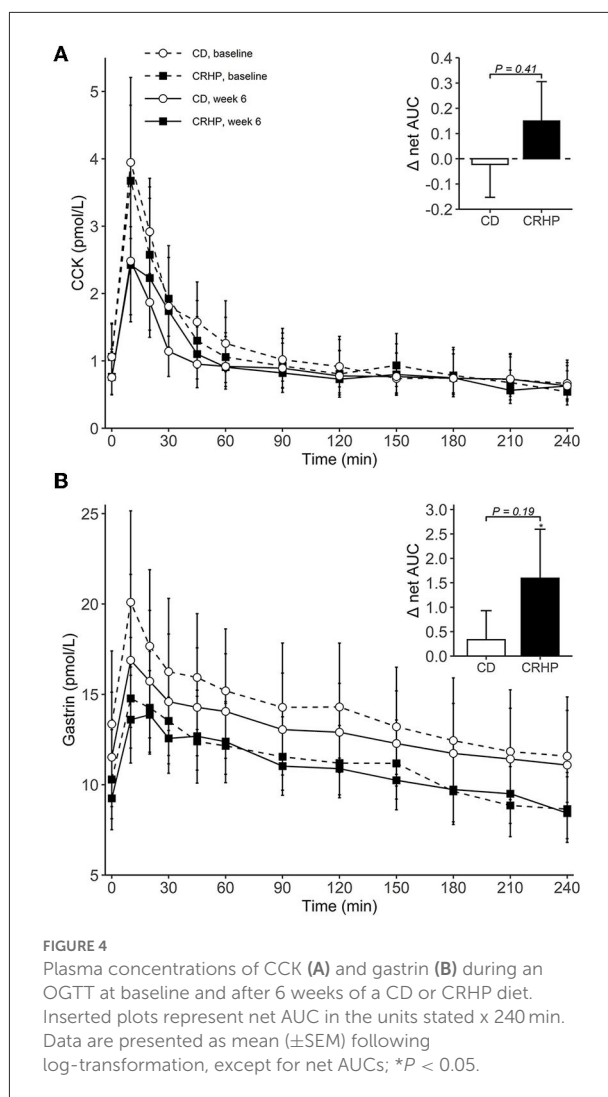 A
CD, baseline
CRHP, baseline
CD, week 6
CRHP, week 6
P = 0.41
Δ net AUC
0.4
0.3
0.2
0.1
0.0
-0.1
-0.2
CD CRHP
CCK (pmol/L)
5
4
3
2
1
0
0 30 60 90 120 150 180 210 240
Time (min)
B
P = 0.19
*
Δ net AUC
3.0
2.5
2.0
1.5
1.0
0.5
0.0
CD CRHP
Gastrin (pmol/L)
25
20
15
10
5
0 30 60 90 120 150 180 210 240
Time (min)
FIGURE 4
Plasma concentrations of CCK (A) and gastrin (B) during an
OGTT at baseline and after 6 weeks of a CD or CRHP diet.
Inserted plots represent net AUC in the units stated x 240 min.
Data are presented as mean (±SEM) following
log-transformation, except for net AUCs; *P < 0.05.